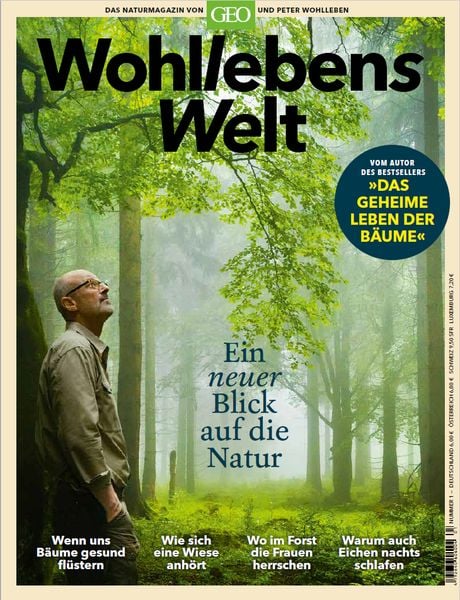 DAS NATURMAGAZIN VON GEO UND PETER WOHLLEBEN
Wohllebens
Welt
VOM AUTOR
DES BESTSELLERS
»DAS
GEHEIME
LEBEN DER
BÄUME«
Ein
neuer
Blick
auf die
Natur
Wenn uns
Bäume gesund
flüstern
Wie sich
eine Wiese
anhört
Wo im Forst
die Frauen
herrschen
Warum auch
Eichen nachts
schlafen
NUMMER 1 – DEUTSCHLAND 6,00 € ÖSTERREICH 6,80 € SCHWEIZ 9,50 SFR LUXEMBURG 7,20 €